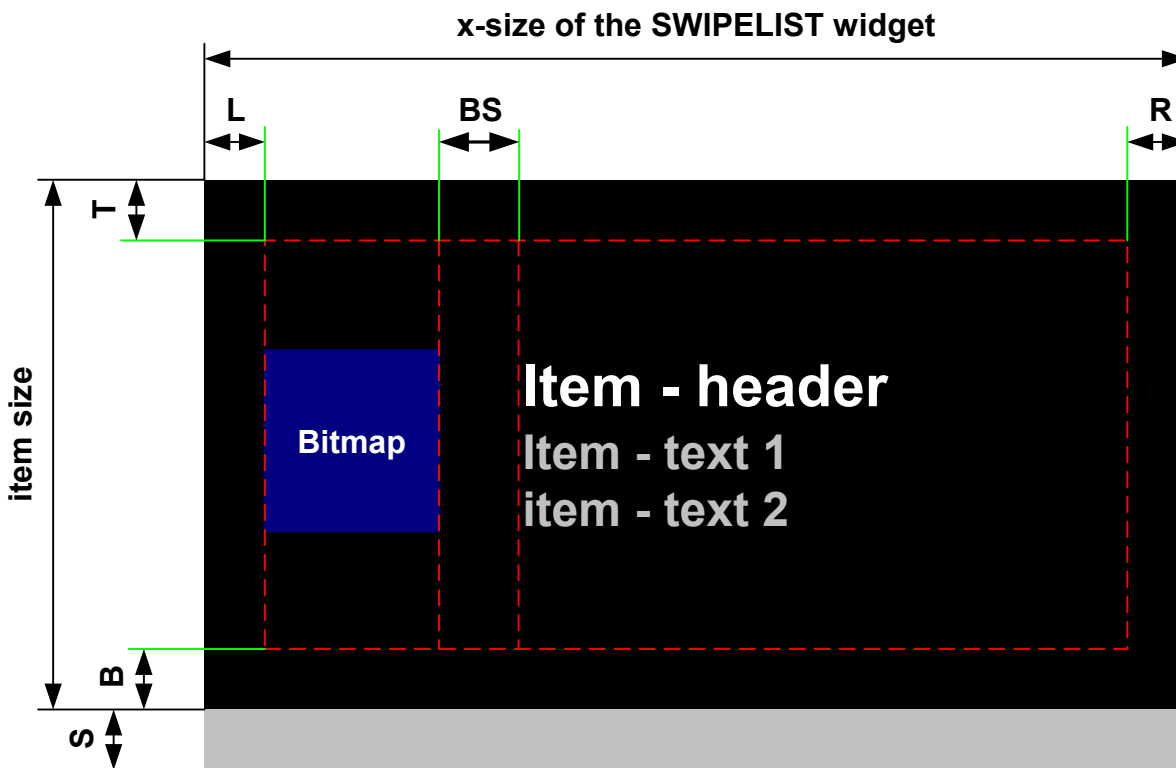 x-size of the SWIPELIST widget
L
BS
R
T
item size
Bitmap
Item - header
Item - text 1
item - text 2
B
S